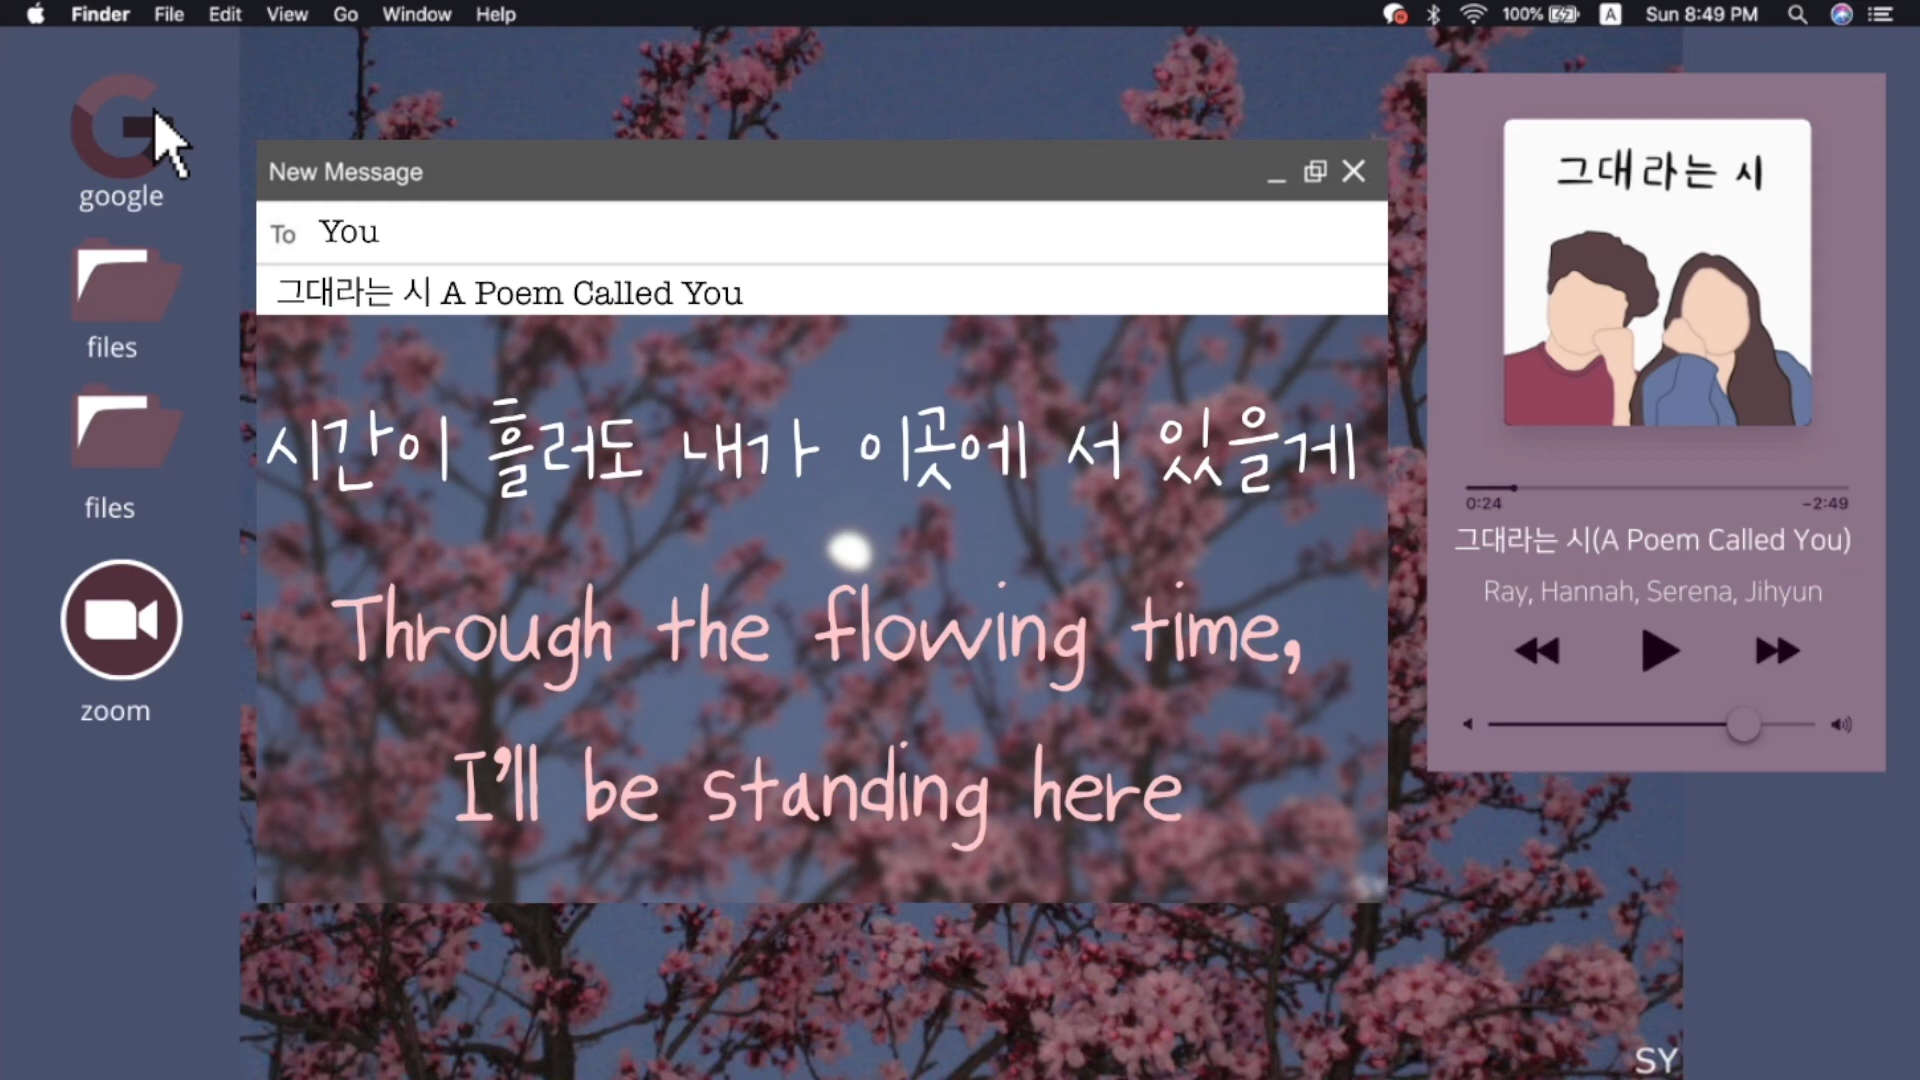 Finder File Edit View Go Window Help
100% A Sun 8:49 PM
google
files
files
zoom
New Message
To You
그대라는 시 A Poem Called You
시간이 흘러도 내가 이곳에 서 있을게
Through the flowing time,
I'll be standing here
그대라는 시
0:24 -2:49
그대라는 시(A Poem Called You)
Ray, Hannah, Serena, Jihyun
SY